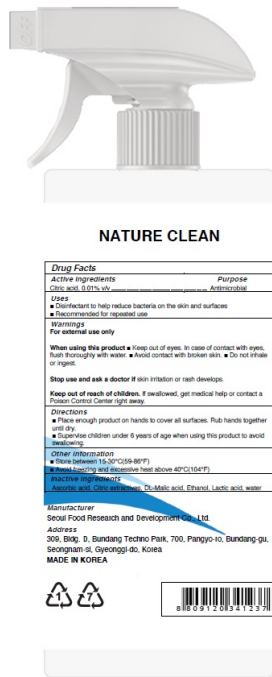 NATURE CLEAN
Drug Facts
Active Ingredients Purpose
Citric acid, 0.01% v/v Antimicrobial
Uses
■ Disinfectant to help reduce bacteria on the skin and surfaces
■ Recommended for repeated use
Warnings
For external use only
When using this product ■ Keep out of eyes. In case of contact with eyes,
flush thoroughly with water. ■ Avoid contact with broken skin. ■ Do not inhale
or ingest.
Stop use and ask a doctor if skin irritation or rash develops.
Keep out of reach of children. If swallowed, get medical help or contact a
Poison Control Center right away.
Directions
■ Place enough product on hands to cover all surfaces. Rub hands together
until dry.
■ Supervise children under 6 years of age when using this product to avoid
swallowing.
Other information
■ Store between 15-30°C(59-86°F)
■ Avoid freezing and excessive heat above 40°C(104°F)
Inactive ingredients
Ascorbic acid, Citric extractives, DL-Malic acid, Ethanol, Lactic acid, water
Manufacturer
Seoul Food Research and Development Co., Ltd.
Address
309, Bldg. D, Bundang Techno Park, 700, Pangyo-ro, Bundang-gu,
Seongnam-si, Gyeonggi-do, Korea
MADE IN KOREA
1 7
8 809120 341237